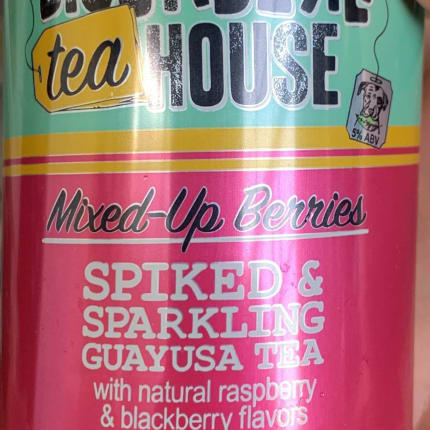 tea HOUSE
5% ABV
Mixed-Up Berries
SPIKED &
SPARKLING
GUAYUSA TEA
with natural raspberry
& blackberry flavors